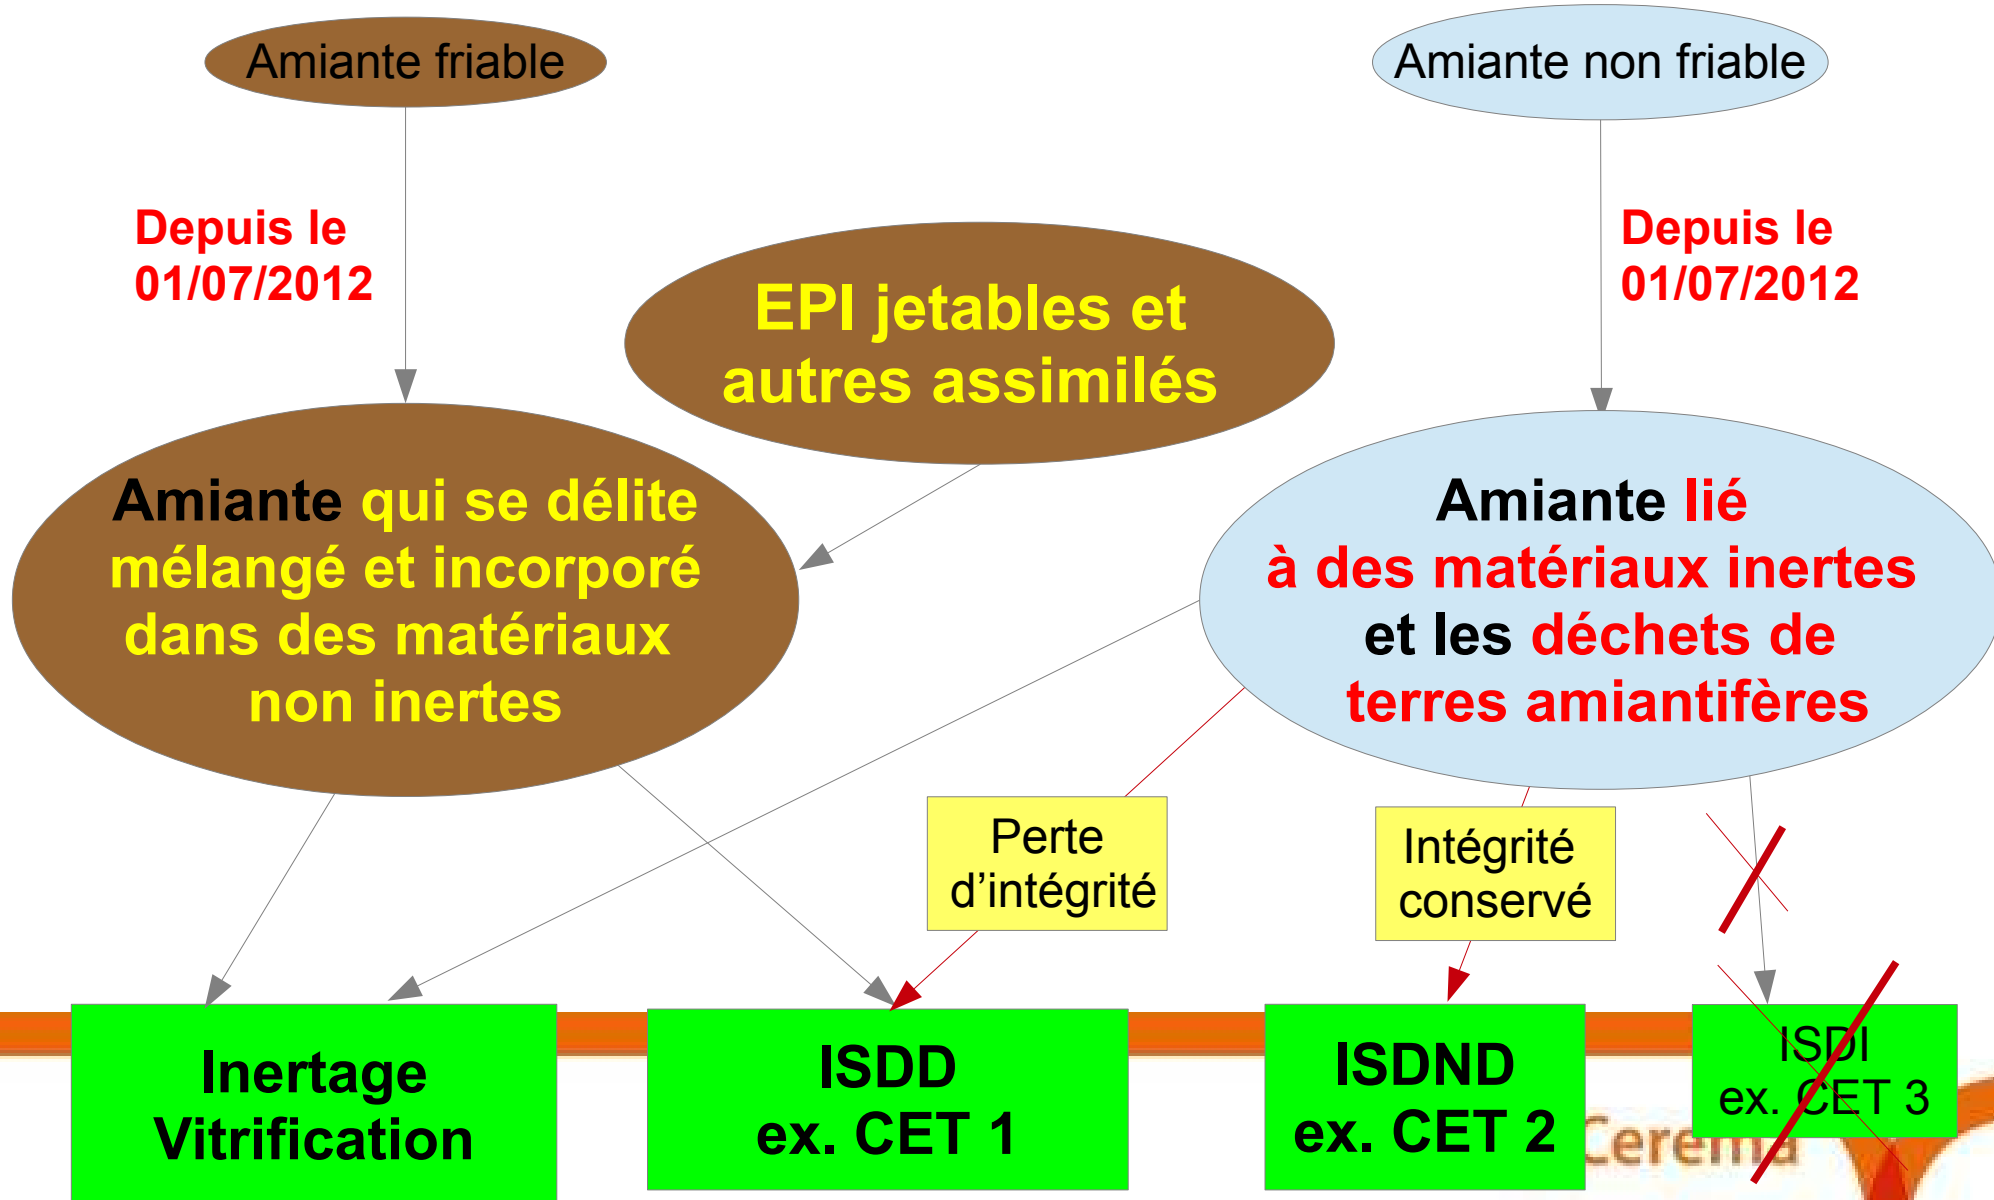 Amiante friable
Amiante non friable
Depuis le
01/07/2012
Depuis le
01/07/2012
EPI jetables et
autres assimilés
Amiante qui se délite
mélangé et incorporé
dans des matériaux
non inertes
Amiante lié
à des matériaux inertes
et les déchets de
terres amiantifères
Perte
d’intégrité
Intégrité
conservé
Inertage
Vitrification
ISDD
ex. CET 1
ISDND
ex. CET 2
ISDI
ex. CET 3
Cerema